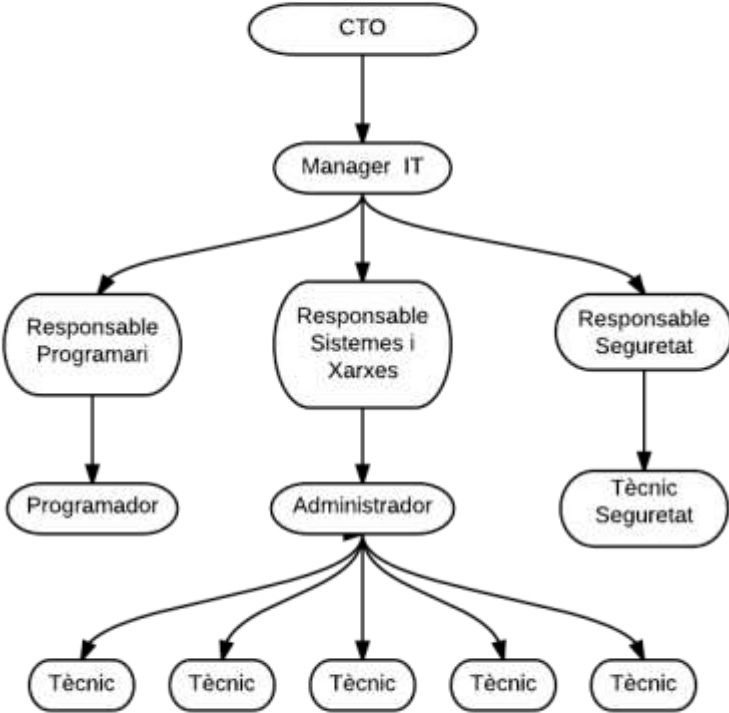 CTO
Manager IT
Responsable
Programari
Responsable
Sistemes i
Xarxes
Responsable
Seguretat
Programador
Administrador
Tècnic
Seguretat
Tècnic
Tècnic
Tècnic
Tècnic
Tècnic